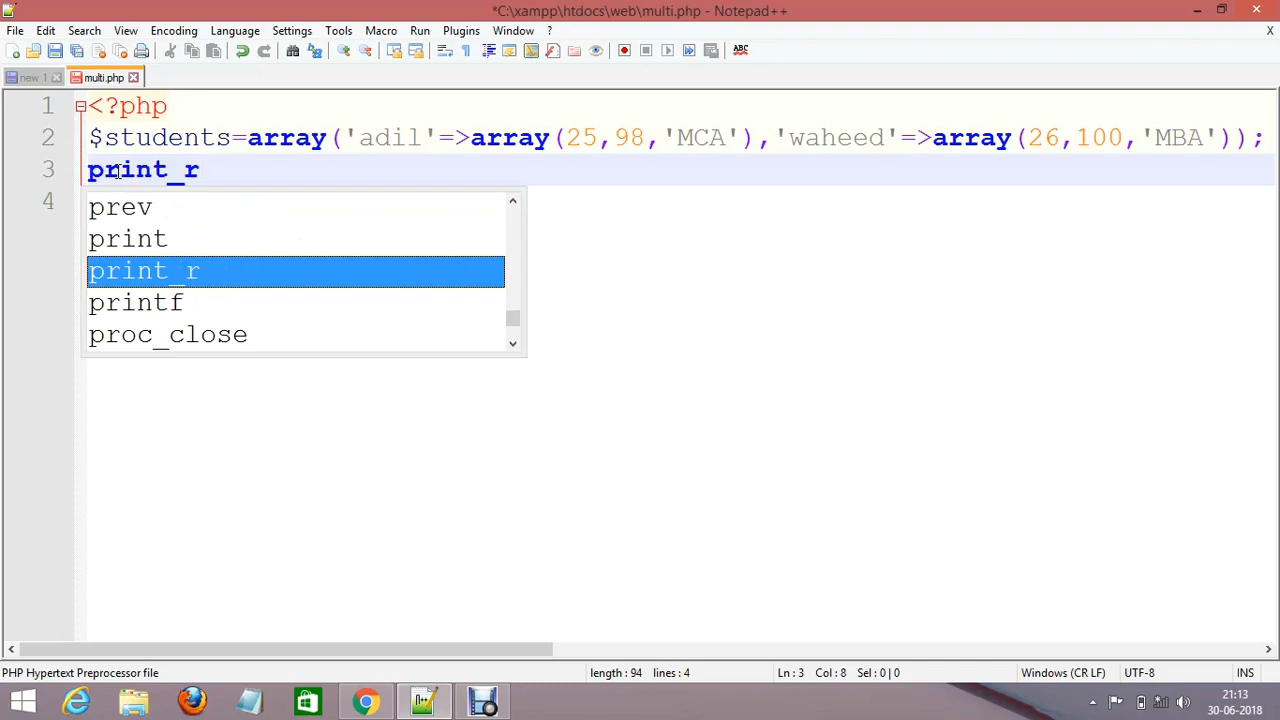 *C:\xampp\htdocs\web\multi.php - Notepad++
File Edit Search View Encoding Language Settings Tools Macro Run Plugins Window ?
X
ABC
new 1 multi.php
1 <?php
2 $students=array('adil'=>array(25,98,'MCA'),'waheed'=>array(26,100,'MBA'));
3 print_r
4
prev
print
print_r
printf
proc_close
PHP Hypertext Preprocessor file length : 94 lines : 4 Ln : 3 Col : 8 Sel : 0 | 0 Windows (CR LF) UTF-8 INS
21:13
30-06-2018